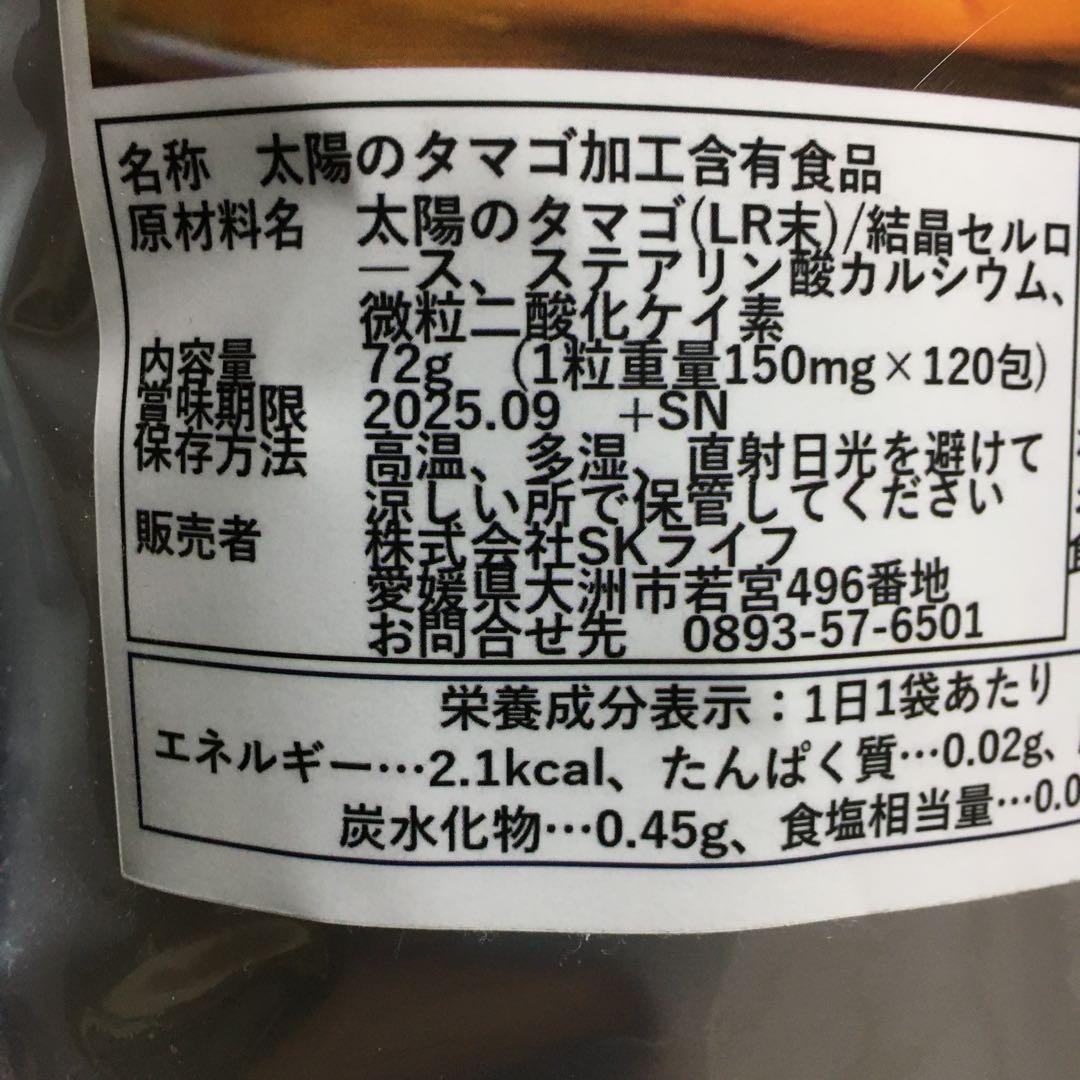 名称 太陽のタマゴ加工含有食品
原材料名 太陽のタマゴ(LR末)/結晶セルロ
ース、ステアリン酸カルシウム、
微粒二酸化ケイ素
内容量 72g (1粒重量150mg×120包)
賞味期限 2025.09 +SN
保存方法 高温、多湿、直射日光を避けて
涼しい所で保管してください
販売者 株式会社SKライフ
愛媛県大洲市若宮496番地
お問合せ先 0893-57-6501
栄養成分表示：1日1袋あたり
エネルギー…2.1kcal、たんぱく質…0.02g、
炭水化物…0.45g、食塩相当量…0.0